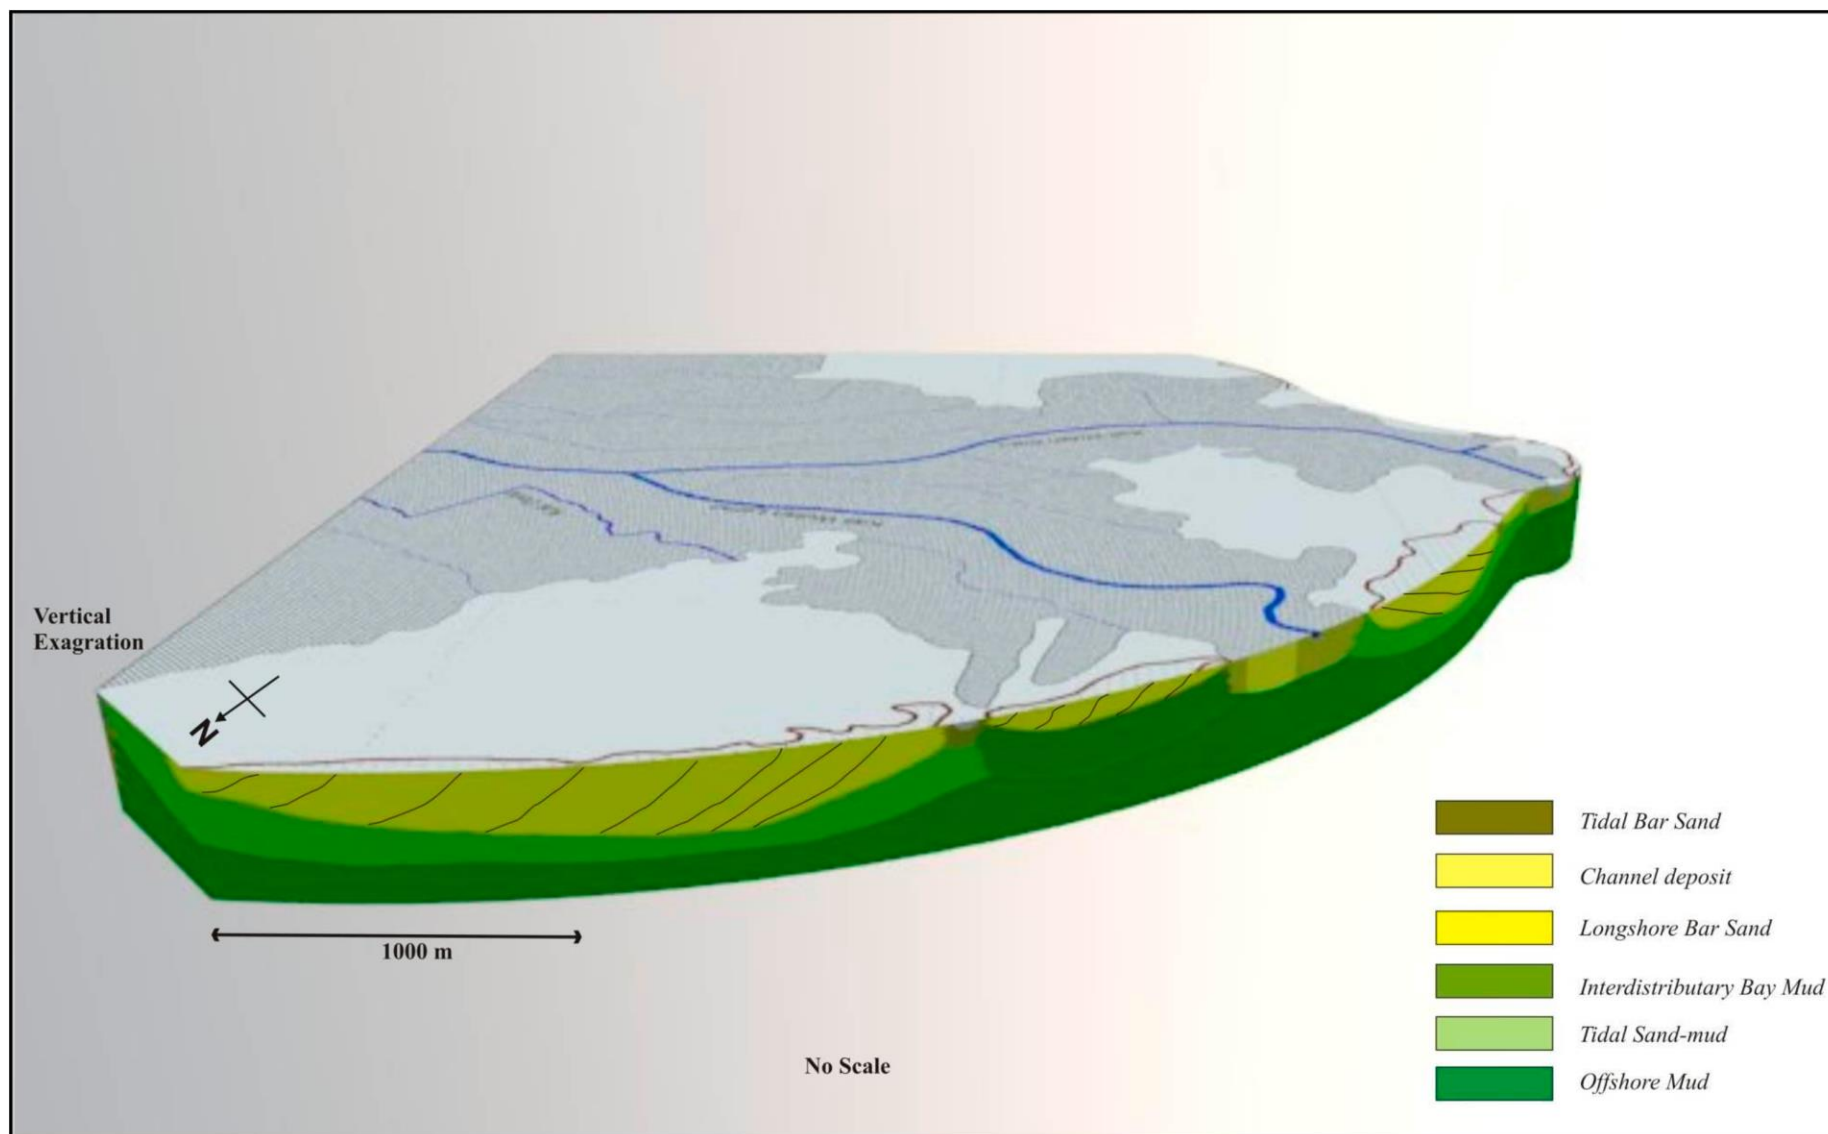 Vertical
Exagration
N
1000 m
No Scale
Tidal Bar Sand
Channel deposit
Longshore Bar Sand
Interdistributary Bay Mud
Tidal Sand-mud
Offshore Mud